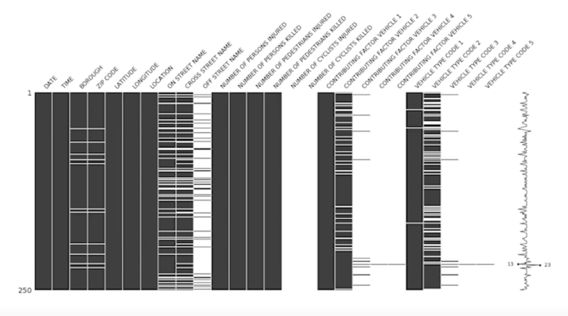 DATE
TIME
BOROUGH
ZIP CODE
LATITUDE
LONGITUDE
LOCATION
ON STREET NAME
CROSS STREET NAME
OFF STREET NAME
NUMBER OF PERSONS INJURED
NUMBER OF PERSONS KILLED
NUMBER OF PEDESTRIANS INJURED
NUMBER OF PEDESTRIANS KILLED
NUMBER OF CYCLISTS INJURED
NUMBER OF CYCLISTS KILLED
CONTRIBUTING FACTOR VEHICLE 1
CONTRIBUTING FACTOR VEHICLE 2
CONTRIBUTING FACTOR VEHICLE 3
CONTRIBUTING FACTOR VEHICLE 4
CONTRIBUTING FACTOR VEHICLE 5
VEHICLE TYPE CODE 1
VEHICLE TYPE CODE 2
VEHICLE TYPE CODE 3
VEHICLE TYPE CODE 4
VEHICLE TYPE CODE 5
1
13
23
250